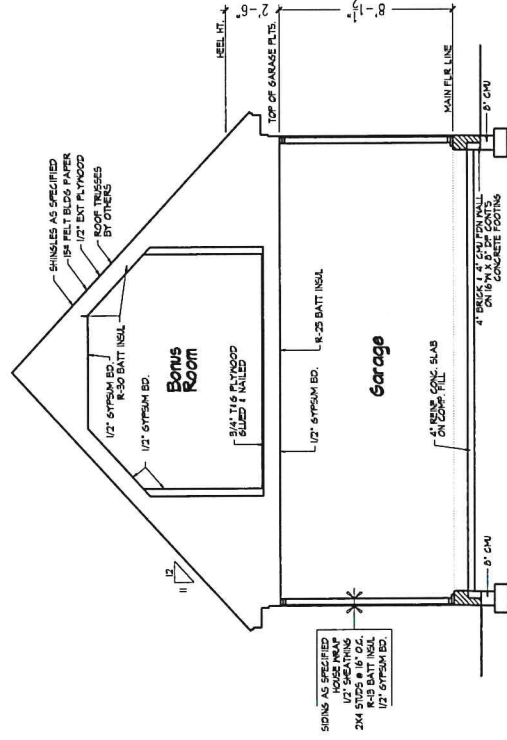 SHINGLES AS SPECIFIED
15# FELT BLDG PAPER
1/2" EXT PLYWOOD
ROOF TRUSSES
BY OTHERS
HEEL HT.
2'-6"
TOP OF GARAGE PLTS.
8'-1 1/2"
MAIN FLR LINE
12
11
1/2" GYPSUM BD.
R-30 BATT INSUL
1/2" GYPSUM BD.
Bonus
Room
3/4" T&G PLYWOOD
GLUED & NAILED
R-25 BATT INSUL
1/2" GYPSUM BD.
Garage
SIDING AS SPECIFIED
HOUSE WRAP
1/2" SHEATHING
2X4 STUDS @ 16" O.C.
R-13 BATT INSUL
1/2" GYPSUM BD.
4" REINF. CONC. SLAB
ON COMP. FILL
8" CMU
4" BRICK & 4" CMU FDN WALL
ON 16"W X 8" DP CONT'S
CONCRETE FOOTING
8" CMU